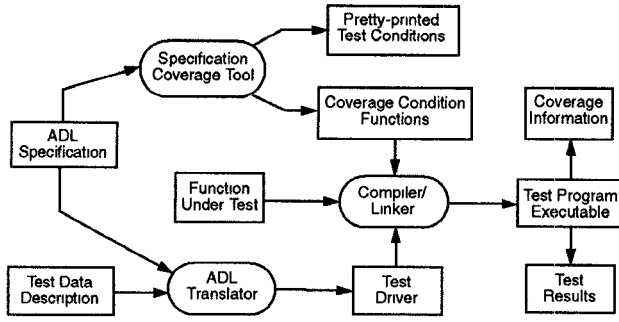 Pretty-printed
Test Conditions
Specification
Coverage Tool
Coverage Condition
Functions
Coverage
Information
ADL
Specification
Function
Under Test
Compiler/
Linker
Test Program
Executable
Test Data
Description
ADL
Translator
Test
Driver
Test
Results